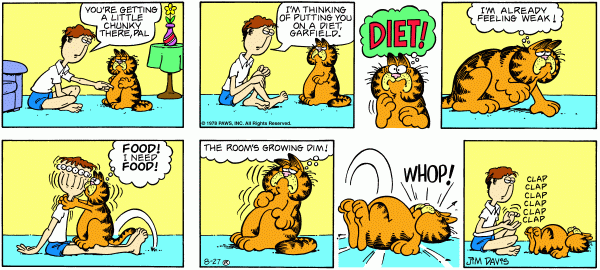 YOU'RE GETTING
A LITTLE
CHUNKY
THERE, PAL
I'M THINKING
OF PUTTING YOU
ON A DIET,
GARFIELD.
© 1978 PAWS, INC. All Rights Reserved.
DIET!
I'M ALREADY
FEELING WEAK!
FOOD!
I NEED
FOOD!
THE ROOM'S GROWING DIM!
8-27
WHOP!
CLAP
CLAP
CLAP
CLAP
CLAP
JIM DAVIS